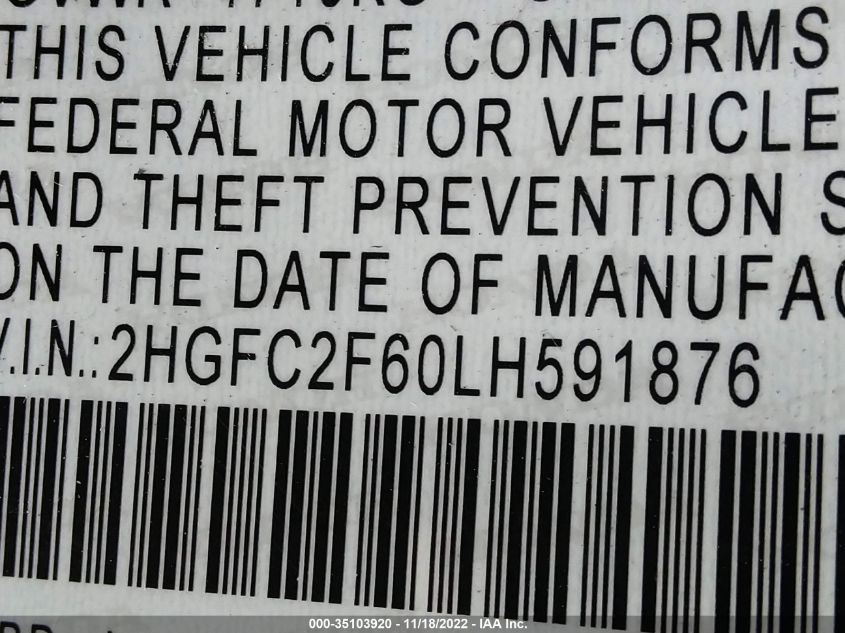 THIS VEHICLE CONFORMS
FEDERAL MOTOR VEHICLE
AND THEFT PREVENTION S
ON THE DATE OF MANUFAC
V.I.N.:2HGFC2F60LH591876
000-35103920 - 11/18/2022 - IAA Inc.